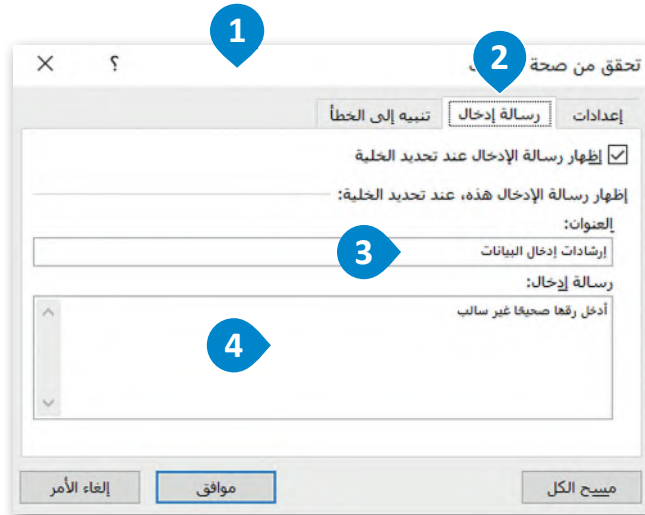 1
2
تحقق من صحة
؟
إعدادات
رسالة إدخال
تنبيه إلى الخطأ
إظهار رسالة الإدخال عند تحديد الخلية
إظهار رسالة الإدخال هذه، عند تحديد الخلية:
العنوان:
إرشادات إدخال البيانات
3
رسالة إدخال:
أدخل رقمًا صحيحًا غير سالب
4
مسح الكل
موافق
إلغاء الأمر